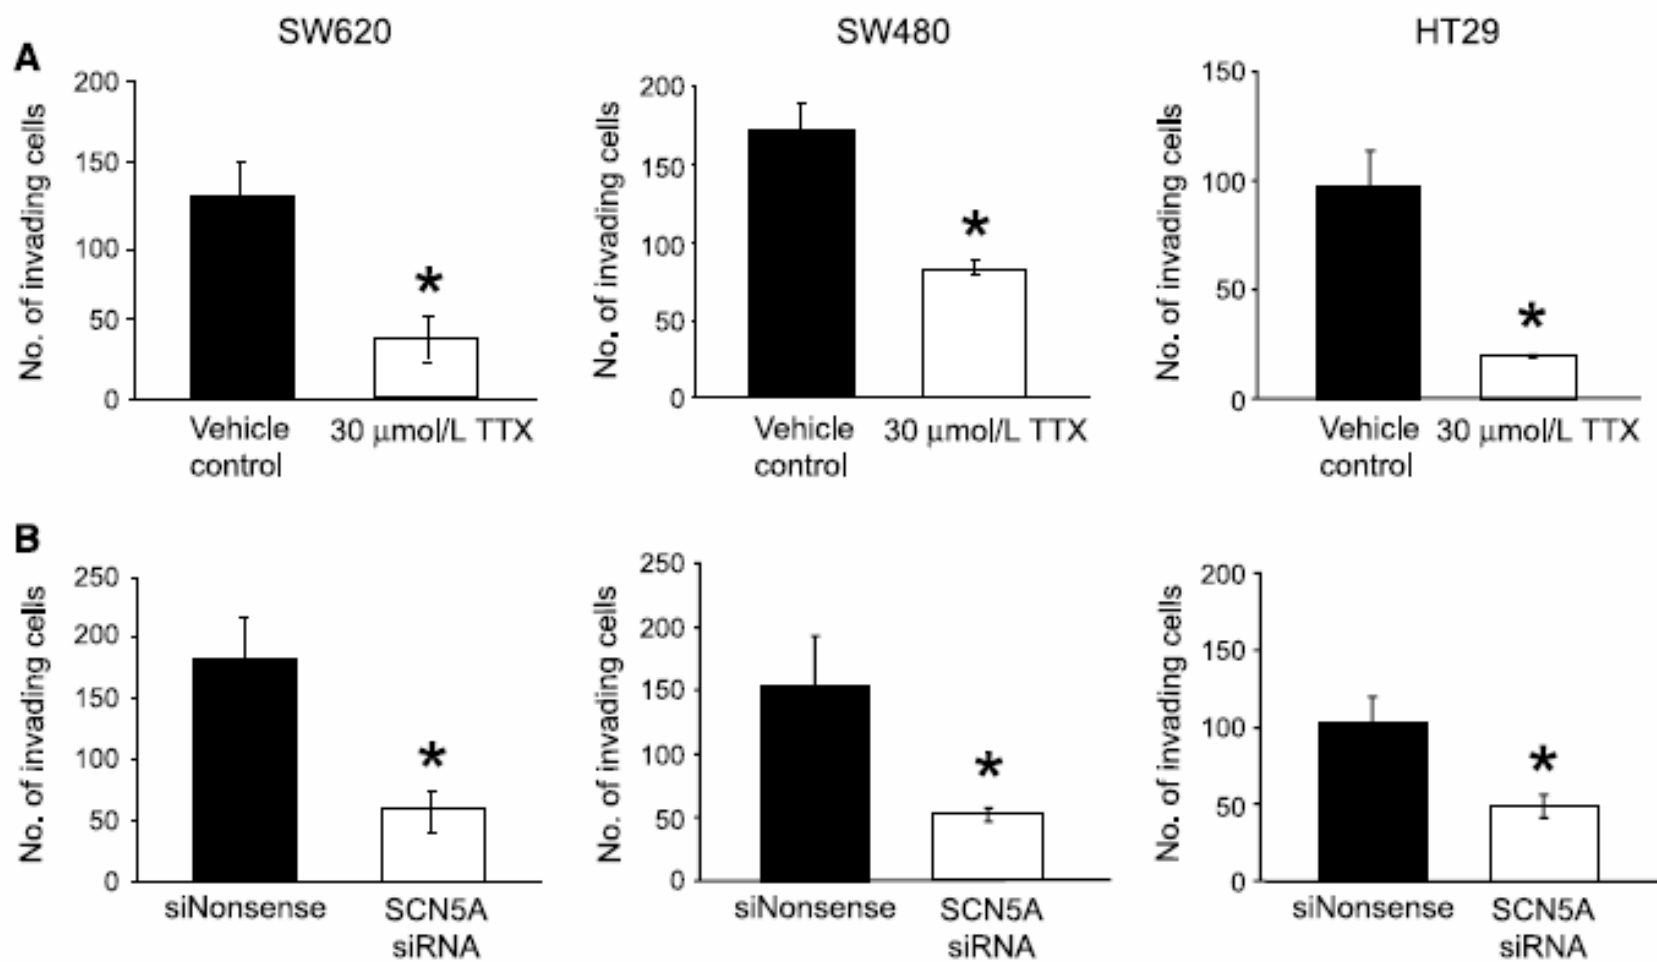 SW620
SW480
HT29
A
No. of invading cells
200
150
100
50
0
*
Vehicle
control
30 μmol/L TTX
No. of invading cells
200
150
100
50
0
*
Vehicle
control
30 μmol/L TTX
No. of invading cells
150
100
50
0
*
Vehicle
control
30 μmol/L TTX
B
No. of invading cells
250
200
150
100
50
0
*
siNonsense
SCN5A
siRNA
No. of invading cells
250
200
150
100
50
0
*
siNonsense
SCN5A
siRNA
No. of invading cells
200
150
100
50
0
*
siNonsense
SCN5A
siRNA